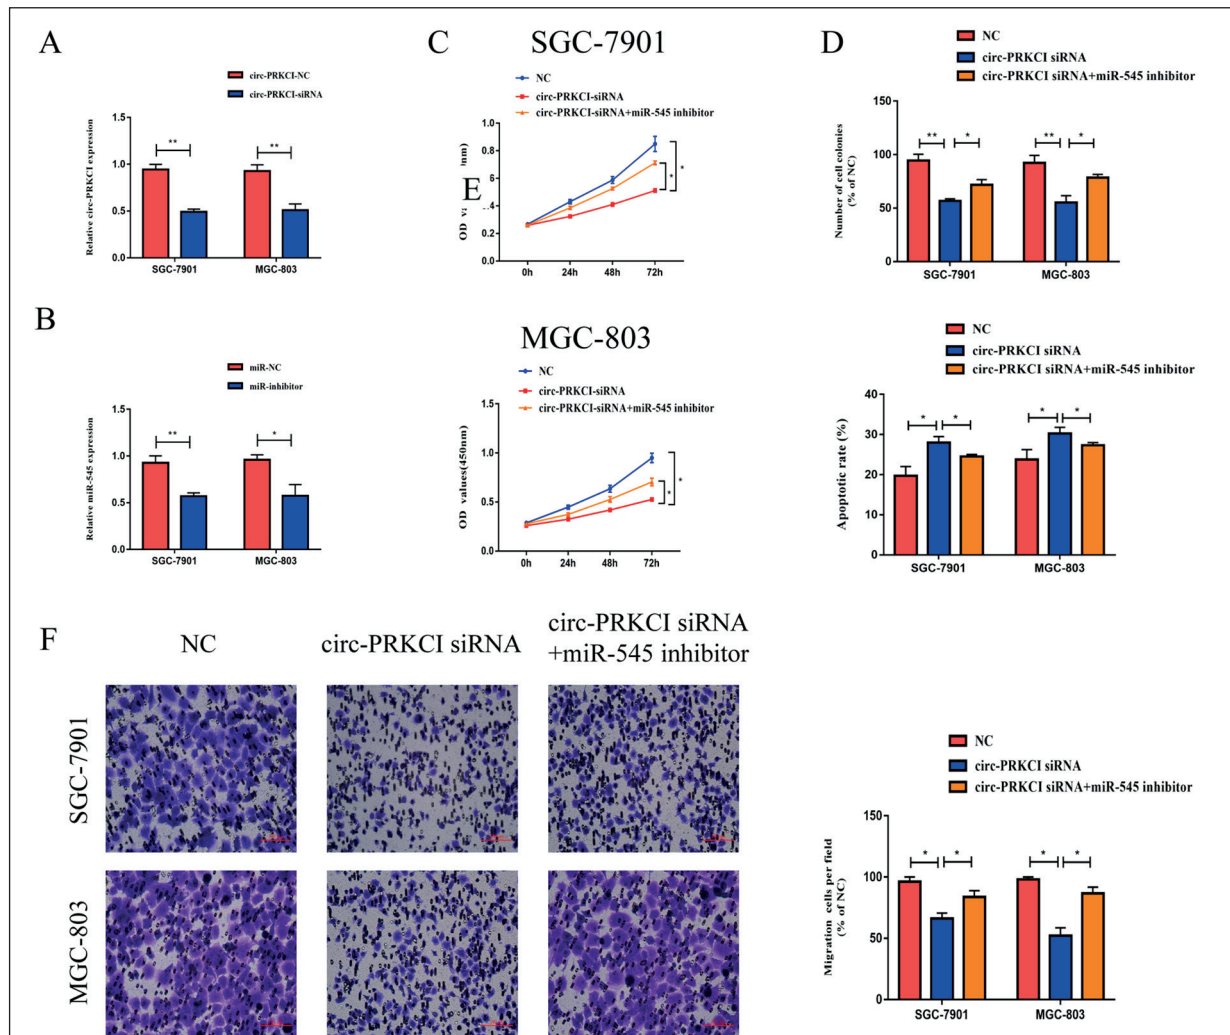 A
circ-PRKCI-NC
circ-PRKCI-siRNA
Relative circ-PRKCI expression
1.5
1.0
0.5
0.0
**
**
SGC-7901
MGC-803
B
miR-NC
miR-inhibitor
Relative miR-545 expression
1.5
1.0
0.5
0.0
**
*
SGC-7901
MGC-803
C
SGC-7901
NC
circ-PRKCI-siRNA
circ-PRKCI-siRNA+miR-545 inhibitor
OD
0.8
0.6
0.4
0.2
0.0
0h
24h
48h
72h
*
*
E
MGC-803
NC
circ-PRKCI-siRNA
circ-PRKCI-siRNA+miR-545 inhibitor
OD values(450nm)
1.5
1.0
0.5
0.0
0h
24h
48h
72h
*
*
D
NC
circ-PRKCI siRNA
circ-PRKCI siRNA+miR-545 inhibitor
Number of cell colonies
(% of NC)
150
100
50
0
**
*
**
*
SGC-7901
MGC-803
NC
circ-PRKCI siRNA
circ-PRKCI siRNA+miR-545 inhibitor
Apoptotic rate (%)
40
30
20
10
0
*
*
*
*
SGC-7901
MGC-803
F
NC
circ-PRKCI siRNA
circ-PRKCI siRNA
+miR-545 inhibitor
SGC-7901
MGC-803
NC
circ-PRKCI siRNA
circ-PRKCI siRNA+miR-545 inhibitor
Migration cells per field
(% of NC)
150
100
50
0
*
*
*
*
SGC-7901
MGC-803